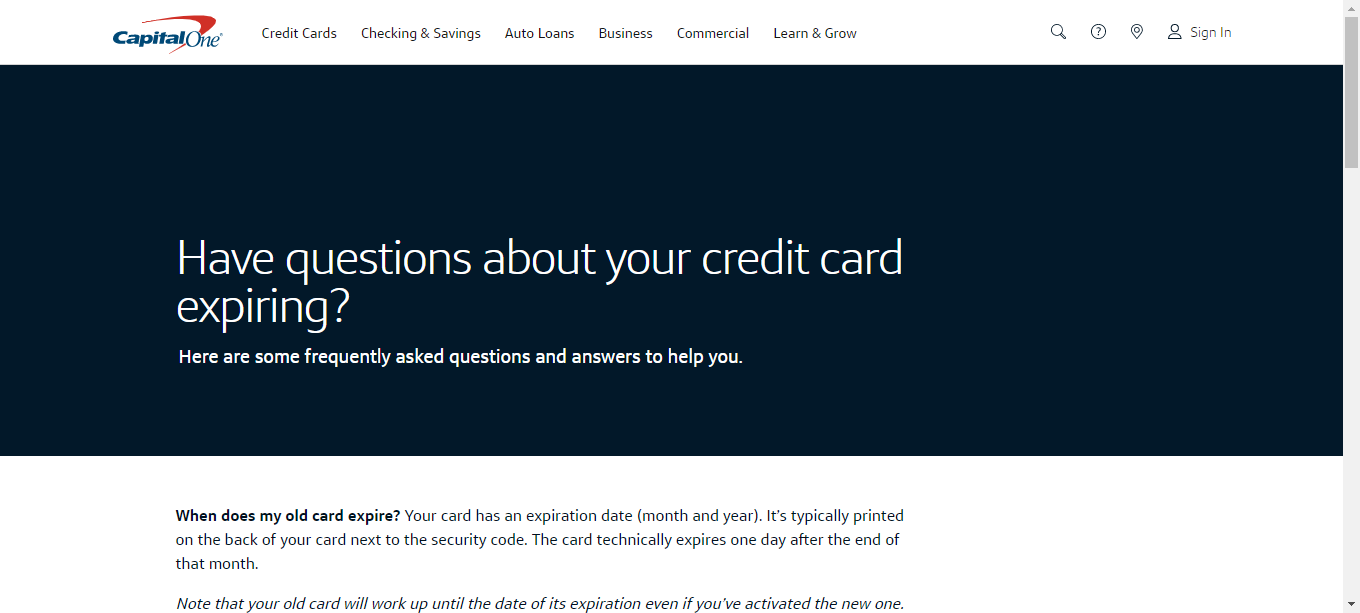 Capital One
Credit Cards Checking & Savings Auto Loans Business Commercial Learn & Grow Sign In
Have questions about your credit card
expiring?
Here are some frequently asked questions and answers to help you.
When does my old card expire? Your card has an expiration date (month and year). It’s typically printed
on the back of your card next to the security code. The card technically expires one day after the end of
that month.
Note that your old card will work up until the date of its expiration even if you’ve activated the new one.